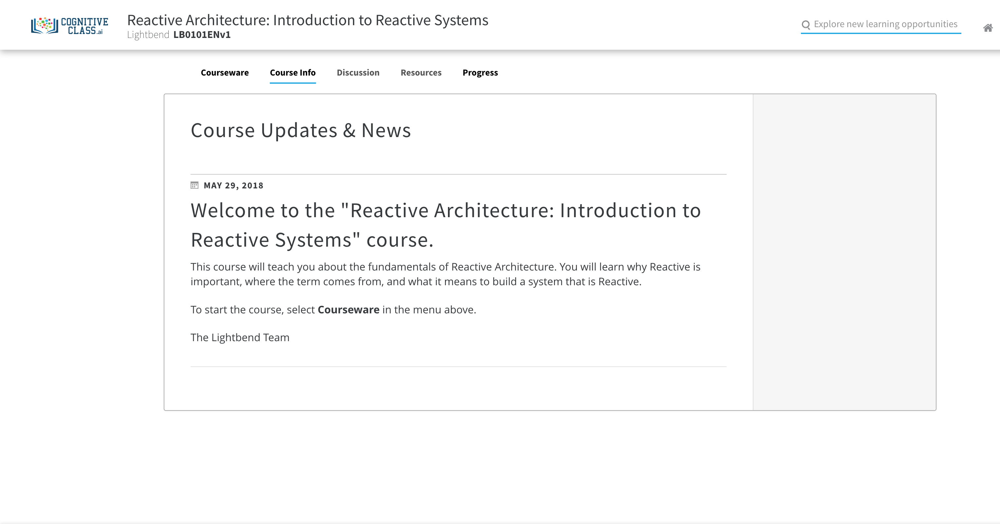 COGNITIVE
CLASS.ai
Reactive Architecture: Introduction to Reactive Systems
Lightbend LB0101ENv1
Explore new learning opportunities
Courseware
Course Info
Discussion
Resources
Progress
Course Updates & News
MAY 29, 2018
Welcome to the "Reactive Architecture: Introduction to
Reactive Systems" course.
This course will teach you about the fundamentals of Reactive Architecture. You will learn why Reactive is
important, where the term comes from, and what it means to build a system that is Reactive.
To start the course, select Courseware in the menu above.
The Lightbend Team